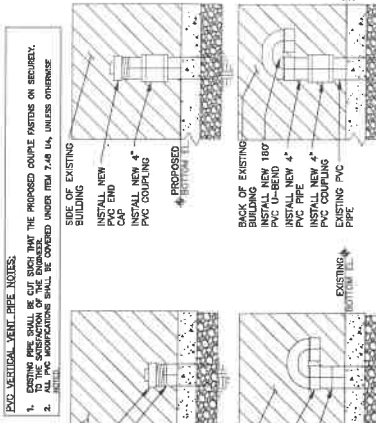 PVC VERTICAL VENT PIPE NOTES:
1. EXISTING PIPE SHALL BE CUT SUCH THAT THE PROPOSED COUPLE FASTENS ON SECURELY.
TO THE SATISFACTION OF THE ENGINEER.
2. ALL PVC MODIFICATIONS SHALL BE COVERED UNDER ITEM 7.48 U4, UNLESS OTHERWISE
NOTED.
SIDE OF EXISTING
BUILDING
INSTALL NEW
PVC END
CAP
INSTALL NEW 4"
PVC COUPLING
PROPOSED
BOTTOM EL.
BACK OF EXISTING
BUILDING
INSTALL NEW 180°
PVC U-BEND
INSTALL NEW 4"
PVC PIPE
INSTALL NEW 4"
PVC COUPLING
EXISTING PVC
PIPE
EXISTING
BOTTOM EL.